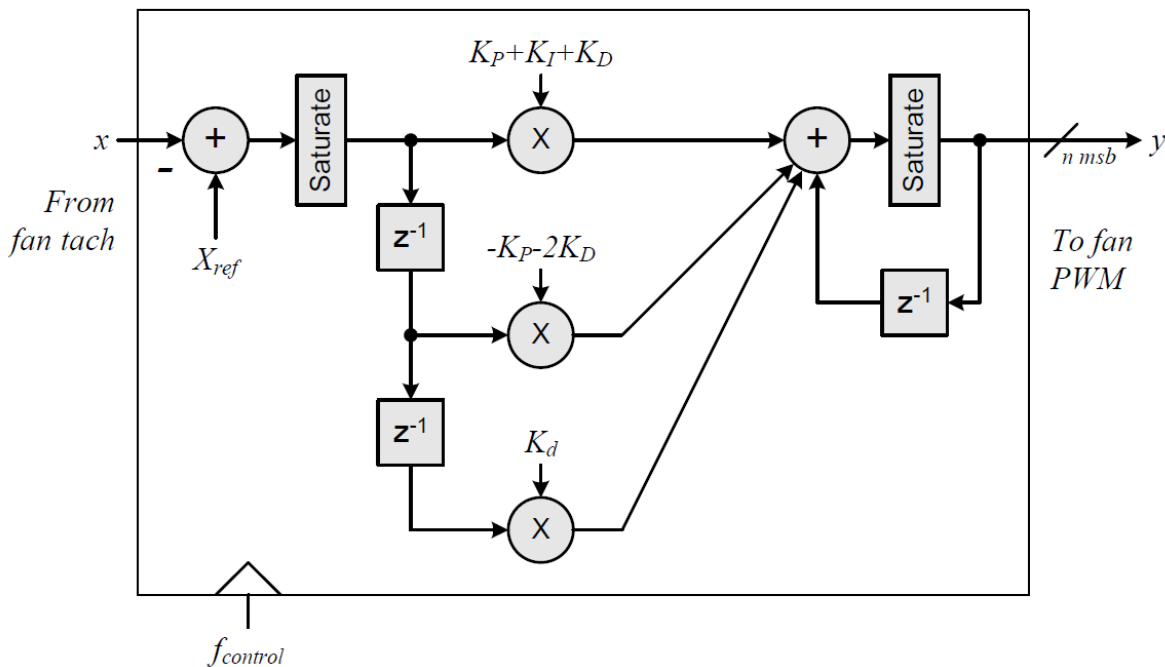 K_P+K_I+K_D
x
+
-
Saturate
X
+
Saturate
n msb
y
From
fan tach
X_ref
z⁻¹
-K_P-2K_D
X
z⁻¹
To fan
PWM
z⁻¹
K_d
X
f_control